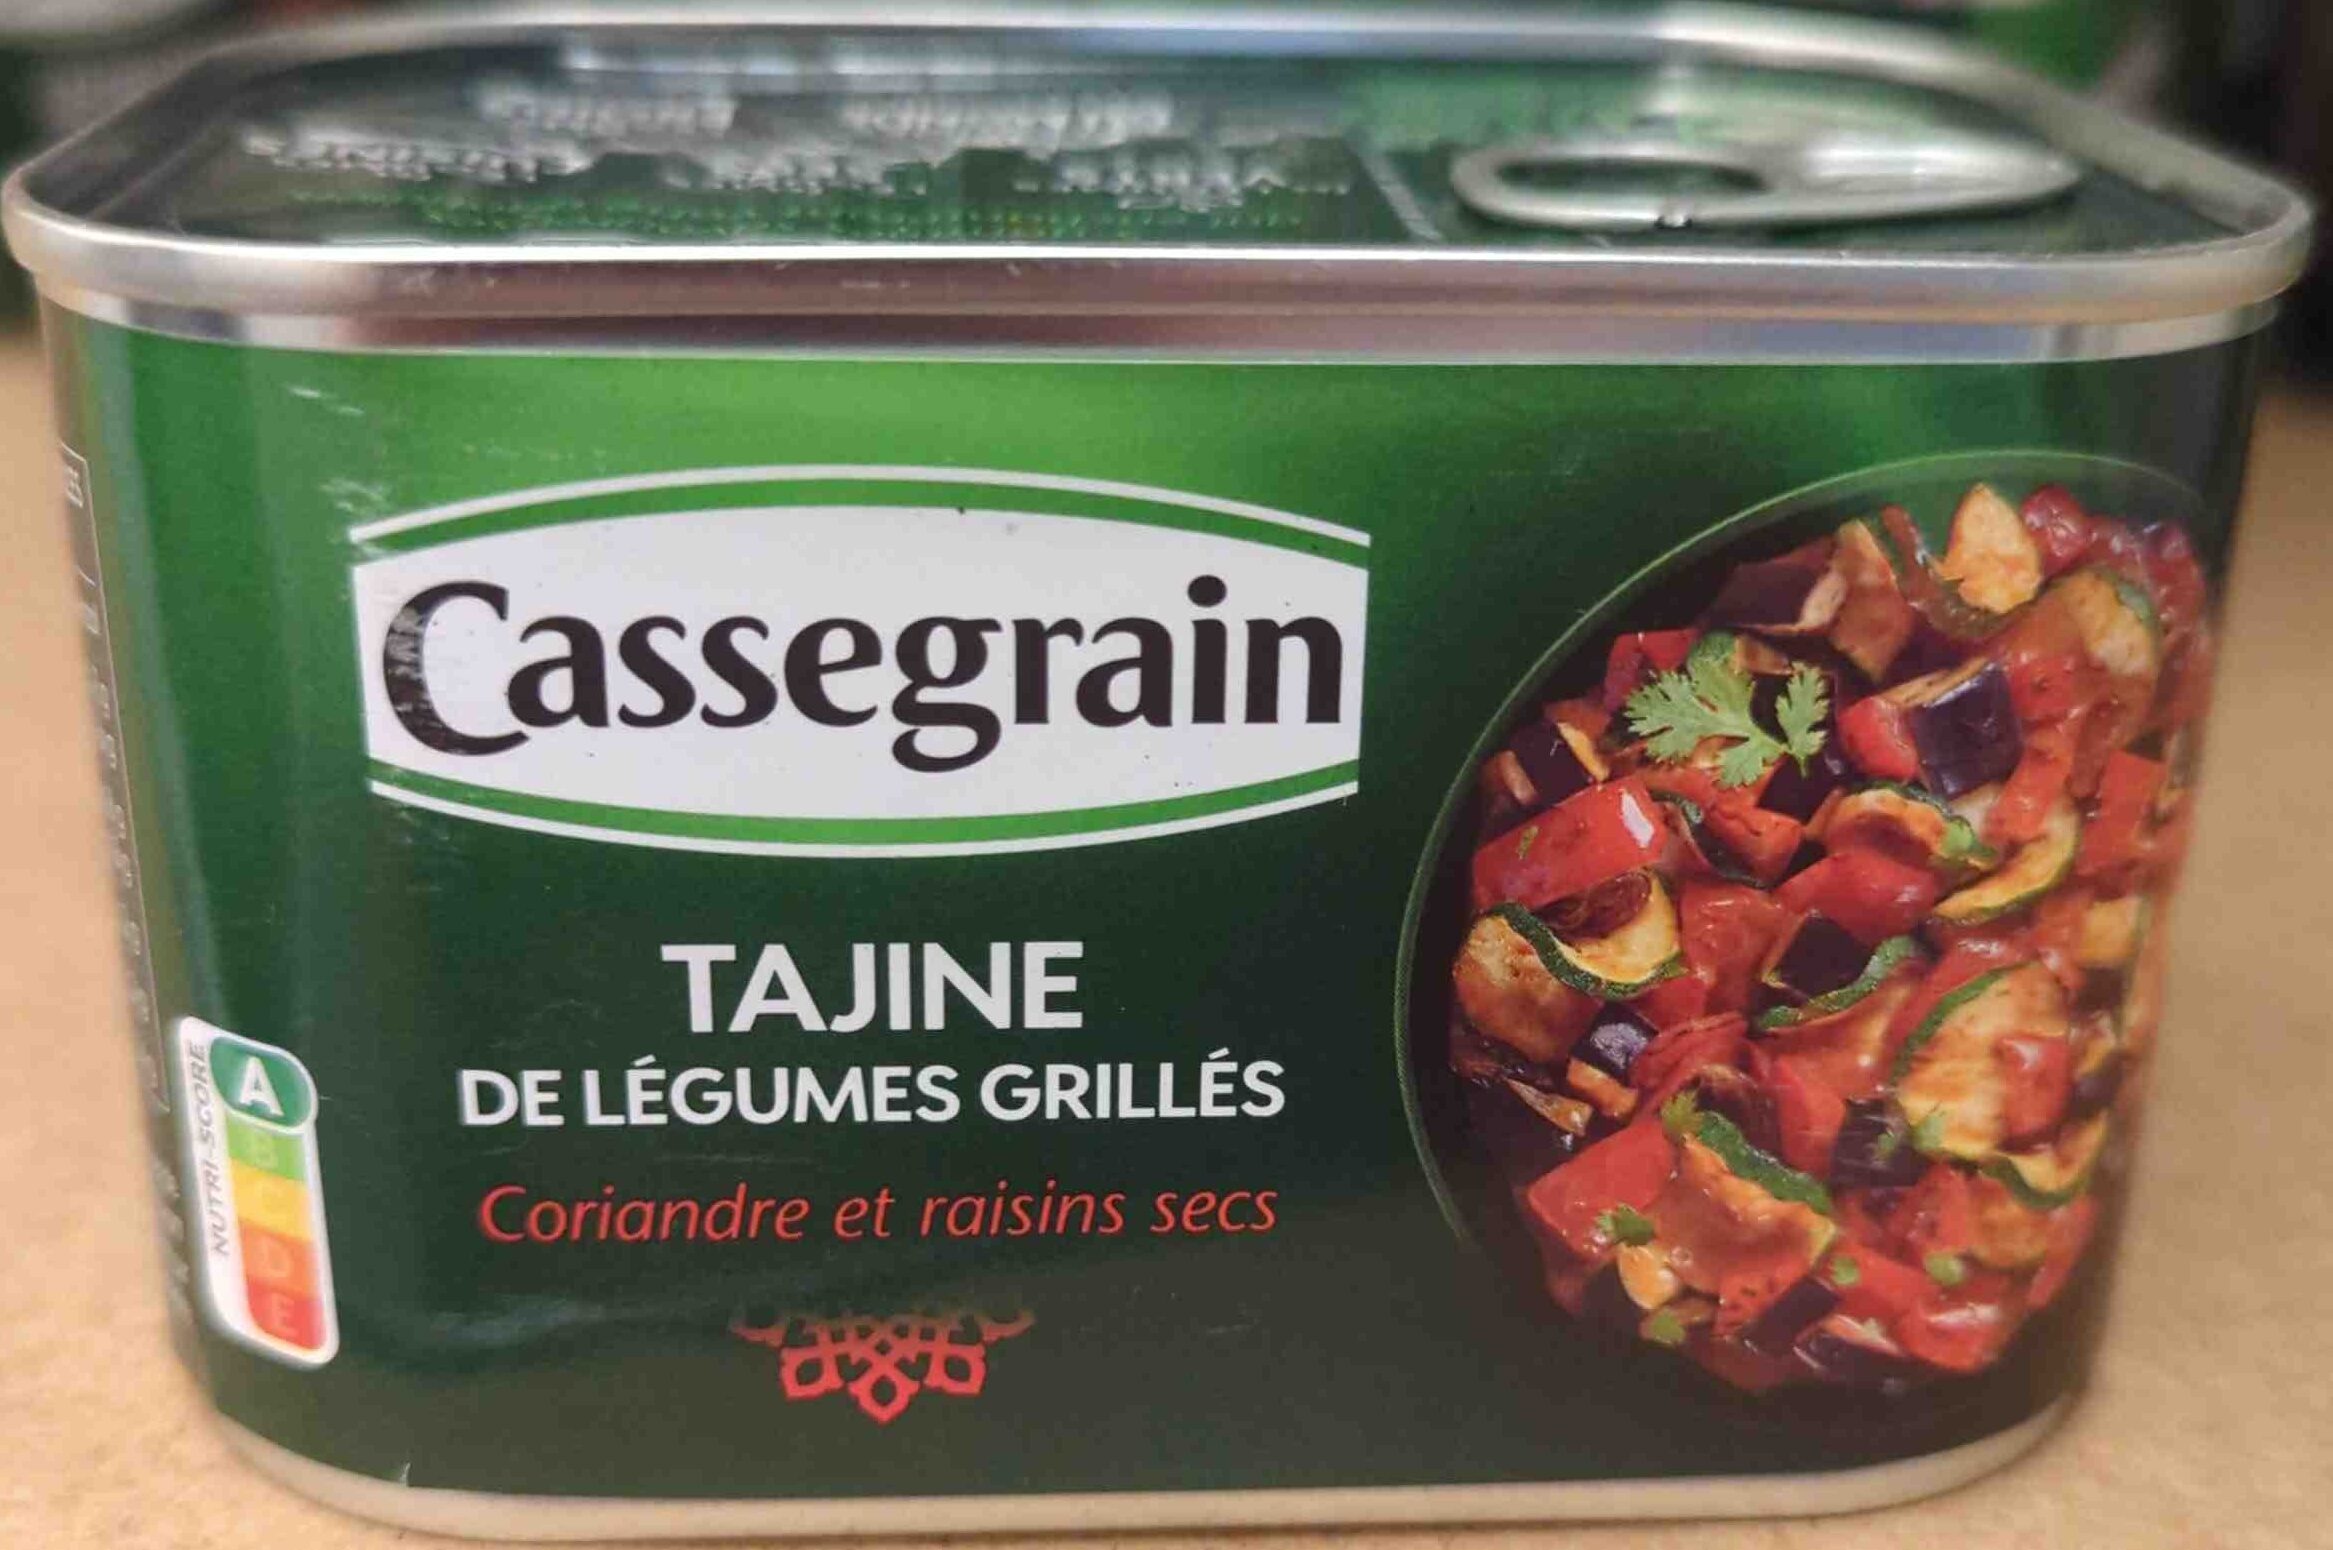 Cassegrain
TAJINE
DE LÉGUMES GRILLÉS
Coriandre et raisins secs
NUTRI-SCORE
A
B
C
D
E